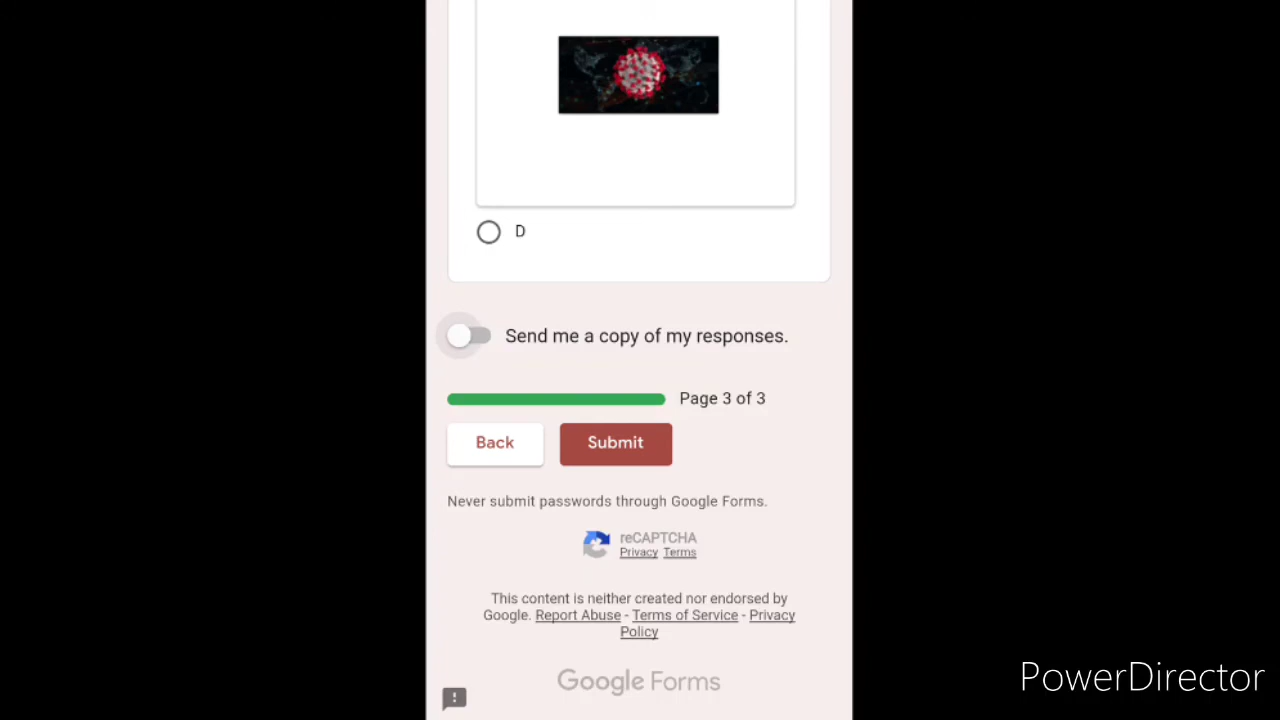 D
Send me a copy of my responses.
Page 3 of 3
Back
Submit
Never submit passwords through Google Forms.
reCAPTCHA
Privacy Terms
This content is neither created nor endorsed by
Google. Report Abuse - Terms of Service - Privacy
Policy
Google Forms
PowerDirector